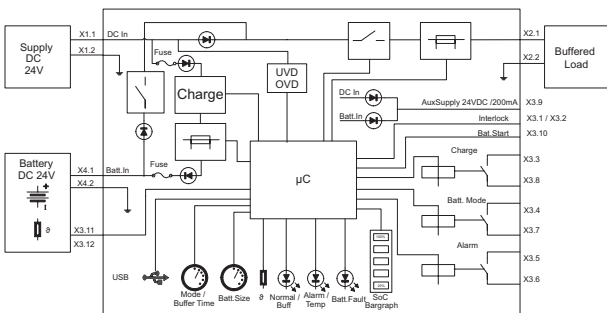 Supply
DC
24V
X1.1
X1.2
DC In
Fuse
Charge
UVD
OVD
X2.1
X2.2
Buffered
Load
DC In
Batt.In
AuxSupply 24VDC /200mA
X3.9
Interlock
X3.1 / X3.2
Bat.Start
X3.10
Battery
DC 24V
+
ϑ
X4.1
X4.2
Batt.In
Fuse
X3.11
X3.12
µC
Charge
X3.3
X3.8
Batt. Mode
X3.4
X3.7
Alarm
X3.5
X3.6
USB
Mode /
Buffer Time
Batt.Size
ϑ
Normal /
Buff
Alarm /
Temp
Batt.Fault
100%
20%
SoC
Bargraph